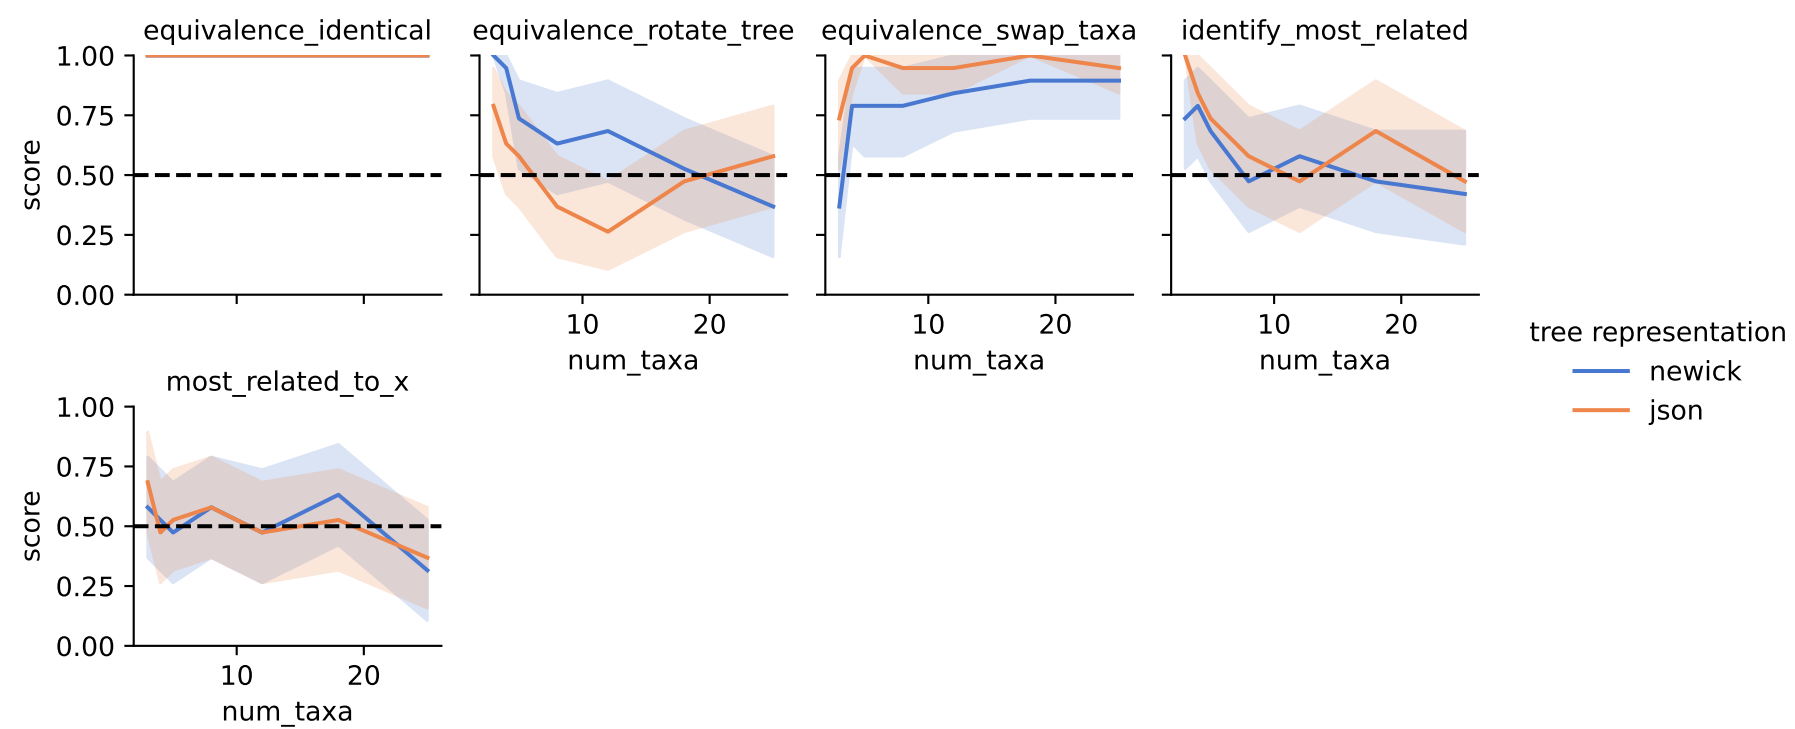 equivalence_identical
equivalence_rotate_tree
equivalence_swap_taxa
identify_most_related
1.00
0.75
0.50
0.25
0.00
score
10
20
num_taxa
10
20
num_taxa
10
20
num_taxa
tree representation
newick
json
most_related_to_x
1.00
0.75
0.50
0.25
0.00
score
10
20
num_taxa